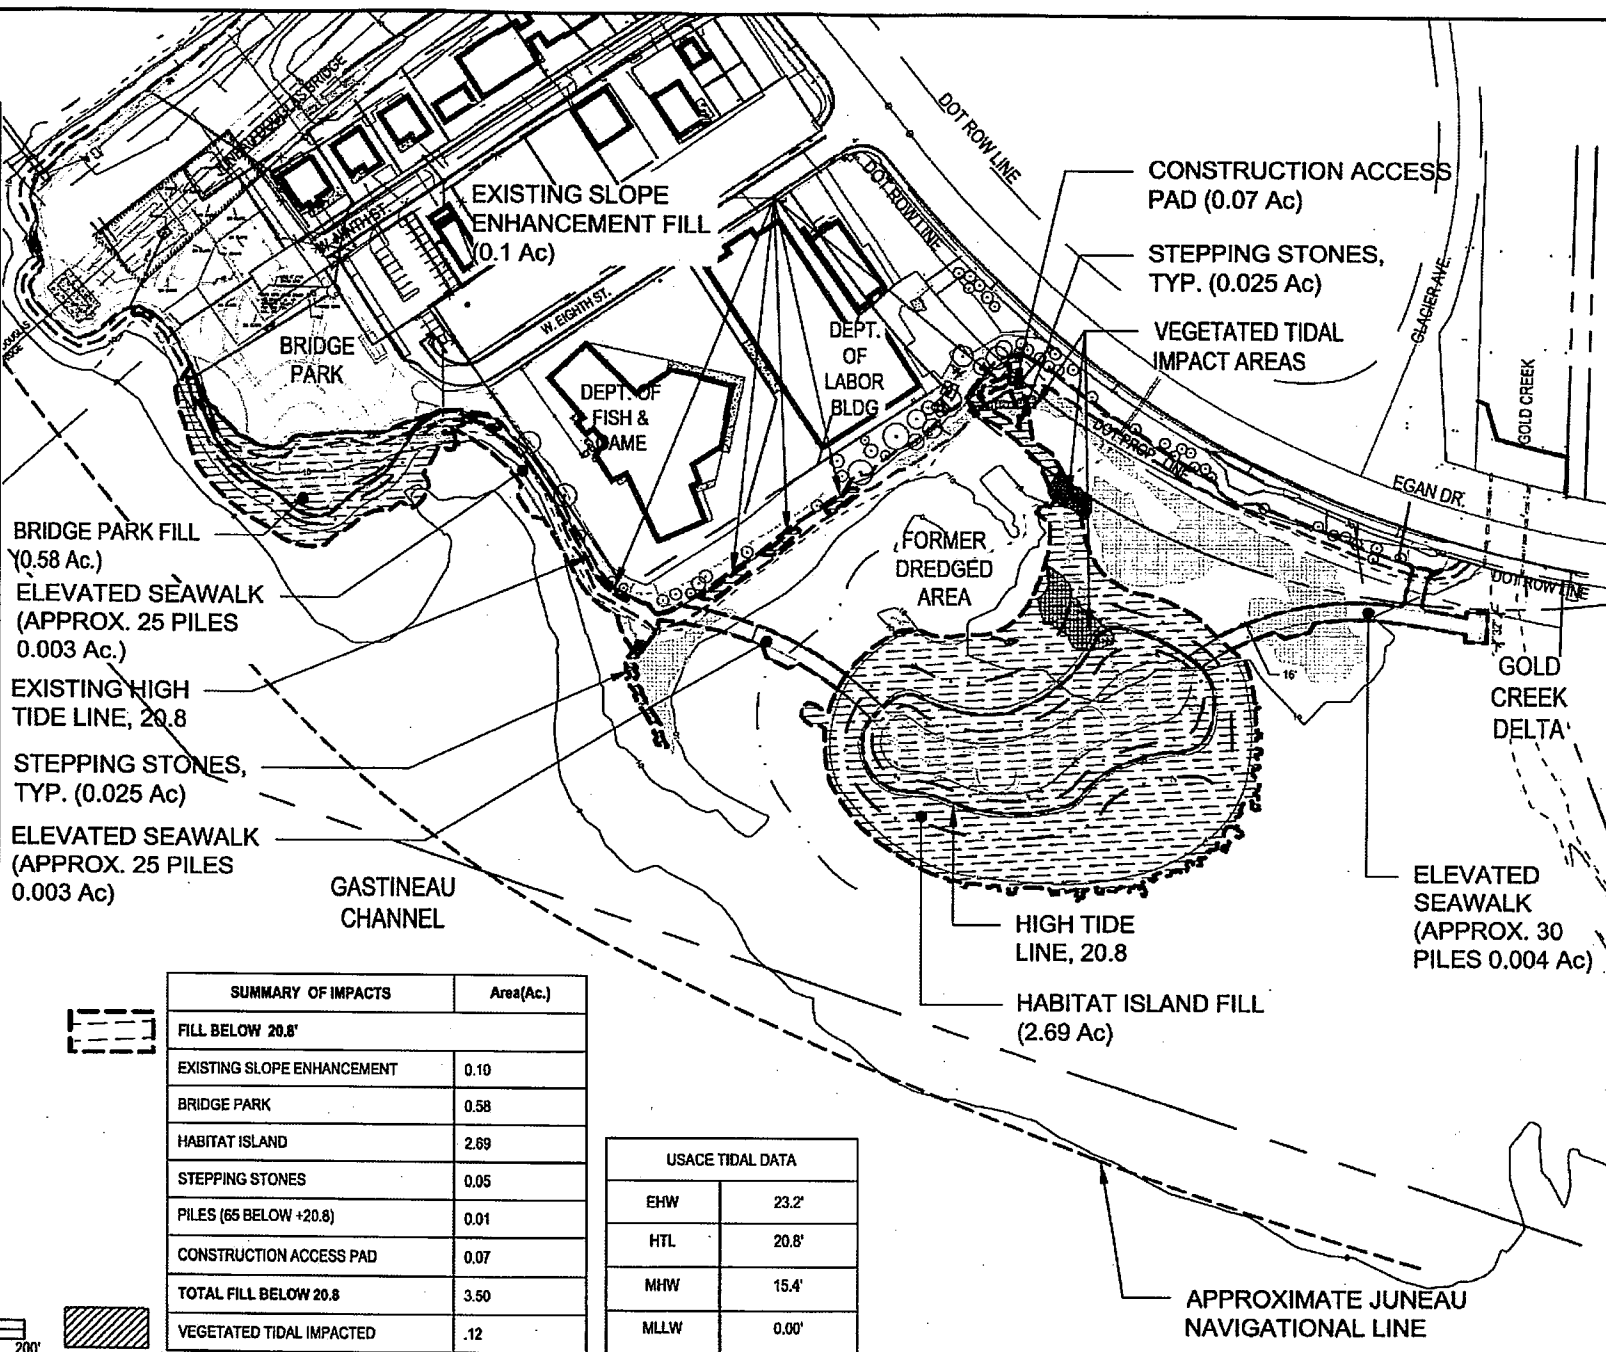 DOUGLAS BRIDGE
DOT ROW LINE
DOT ROW LINE
CONSTRUCTION ACCESS
PAD (0.07 Ac)
EXISTING SLOPE
ENHANCEMENT FILL
(0.1 Ac)
W. NINTH ST.
STEPPING STONES,
TYP. (0.025 Ac)
GLACIER AVE.
W. EIGHTH ST.
VEGETATED TIDAL
IMPACT AREAS
BRIDGE
PARK
DEPT.
OF
LABOR
BLDG
GOLD CREEK
DEPT. OF
FISH &
GAME
DOT PROP. LINE
EGAN DR.
BRIDGE PARK FILL
(0.58 Ac.)
FORMER
DREDGED
AREA
DOT ROW LINE
ELEVATED SEAWALK
(APPROX. 25 PILES
0.003 Ac.)
EXISTING HIGH
TIDE LINE, 20.8
16'
GOLD
CREEK
DELTA
STEPPING STONES,
TYP. (0.025 Ac)
ELEVATED SEAWALK
(APPROX. 25 PILES
0.003 Ac)
GASTINEAU
CHANNEL
ELEVATED
SEAWALK
(APPROX. 30
PILES 0.004 Ac)
HIGH TIDE
LINE, 20.8
HABITAT ISLAND FILL
(2.69 Ac)
SUMMARY OF IMPACTS Area(Ac.)
FILL BELOW 20.8'
EXISTING SLOPE ENHANCEMENT 0.10
BRIDGE PARK 0.58
HABITAT ISLAND 2.69
STEPPING STONES 0.05
PILES (65 BELOW +20.8) 0.01
CONSTRUCTION ACCESS PAD 0.07
TOTAL FILL BELOW 20.8 3.50
VEGETATED TIDAL IMPACTED .12
USACE TIDAL DATA
EHW 23.2'
HTL 20.8'
MHW 15.4'
MLLW 0.00'
APPROXIMATE JUNEAU
NAVIGATIONAL LINE
200'